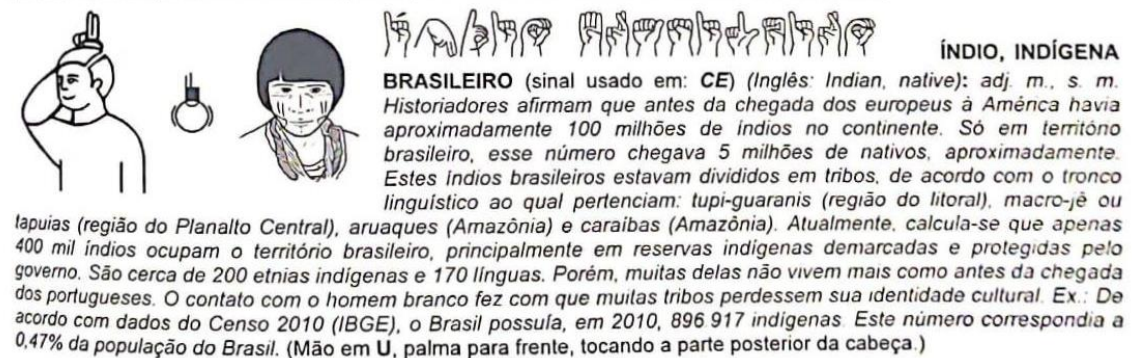 ÍNDIO, INDÍGENA
BRASILEIRO (sinal usado em: CE) (Inglês: Indian, native): adj. m., s. m.
Historiadores afirmam que antes da chegada dos europeus à América havia
aproximadamente 100 milhões de índios no continente. Só em território
brasileiro, esse número chegava 5 milhões de nativos, aproximadamente.
Estes índios brasileiros estavam divididos em tribos, de acordo com o tronco
linguístico ao qual pertenciam: tupi-guaranis (região do litoral), macro-jê ou
tapuias (região do Planalto Central), aruaques (Amazônia) e caraíbas (Amazônia). Atualmente, calcula-se que apenas
400 mil índios ocupam o território brasileiro, principalmente em reservas indígenas demarcadas e protegidas pelo
governo. São cerca de 200 etnias indígenas e 170 línguas. Porém, muitas delas não vivem mais como antes da chegada
dos portugueses. O contato com o homem branco fez com que muitas tribos perdessem sua identidade cultural. Ex.: De
acordo com dados do Censo 2010 (IBGE), o Brasil possuía, em 2010, 896.917 indígenas. Este número correspondia a
0,47% da população do Brasil. (Mão em U, palma para frente, tocando a parte posterior da cabeça.)